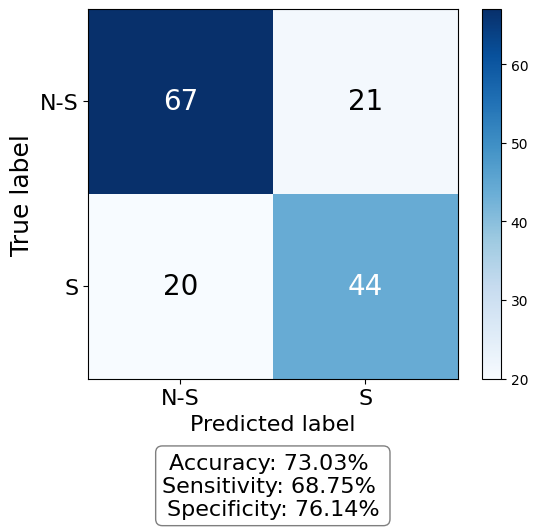 N-S
67
21
True label
S
20
44
N-S
S
Predicted label
60
50
40
30
20
Accuracy: 73.03%
Sensitivity: 68.75%
Specificity: 76.14%